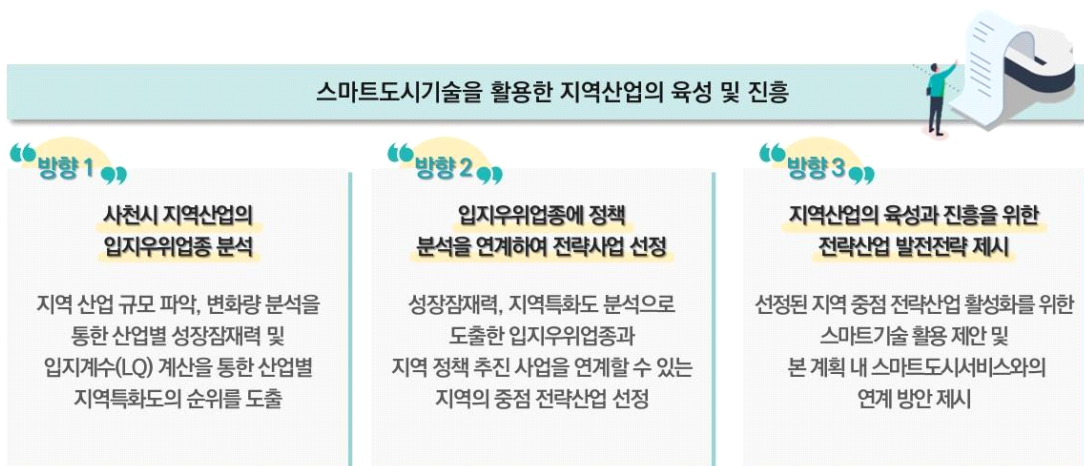 스마트도시기술을 활용한 지역산업의 육성 및 진흥
“방향 1”
사천시 지역산업의
입지우위업종 분석
지역 산업 규모 파악, 변화량 분석을
통한 산업별 성장잠재력 및
입지계수(LQ) 계산을 통한 산업별
지역특화도의 순위를 도출
“방향 2”
입지우위업종에 정책
분석을 연계하여 전략사업 선정
성장잠재력, 지역특화도 분석으로
도출한 입지우위업종과
지역 정책 추진 사업을 연계할 수 있는
지역의 중점 전략산업 선정
“방향 3”
지역산업의 육성과 진흥을 위한
전략산업 발전전략 제시
선정된 지역 중점 전략산업 활성화를 위한
스마트기술 활용 제안 및
본 계획 내 스마트도시서비스와의
연계 방안 제시